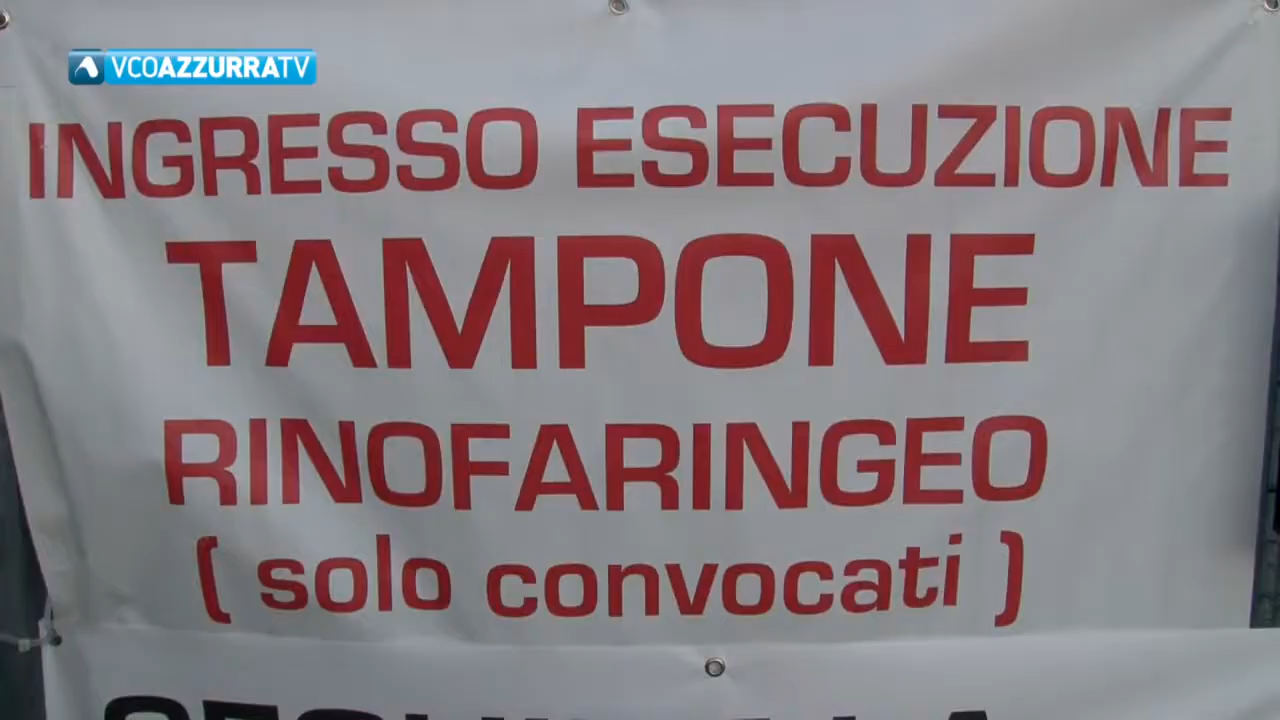 VCOAZZURRATV
INGRESSO ESECUZIONE
TAMPONE
RINOFARINGEO
( solo convocati )